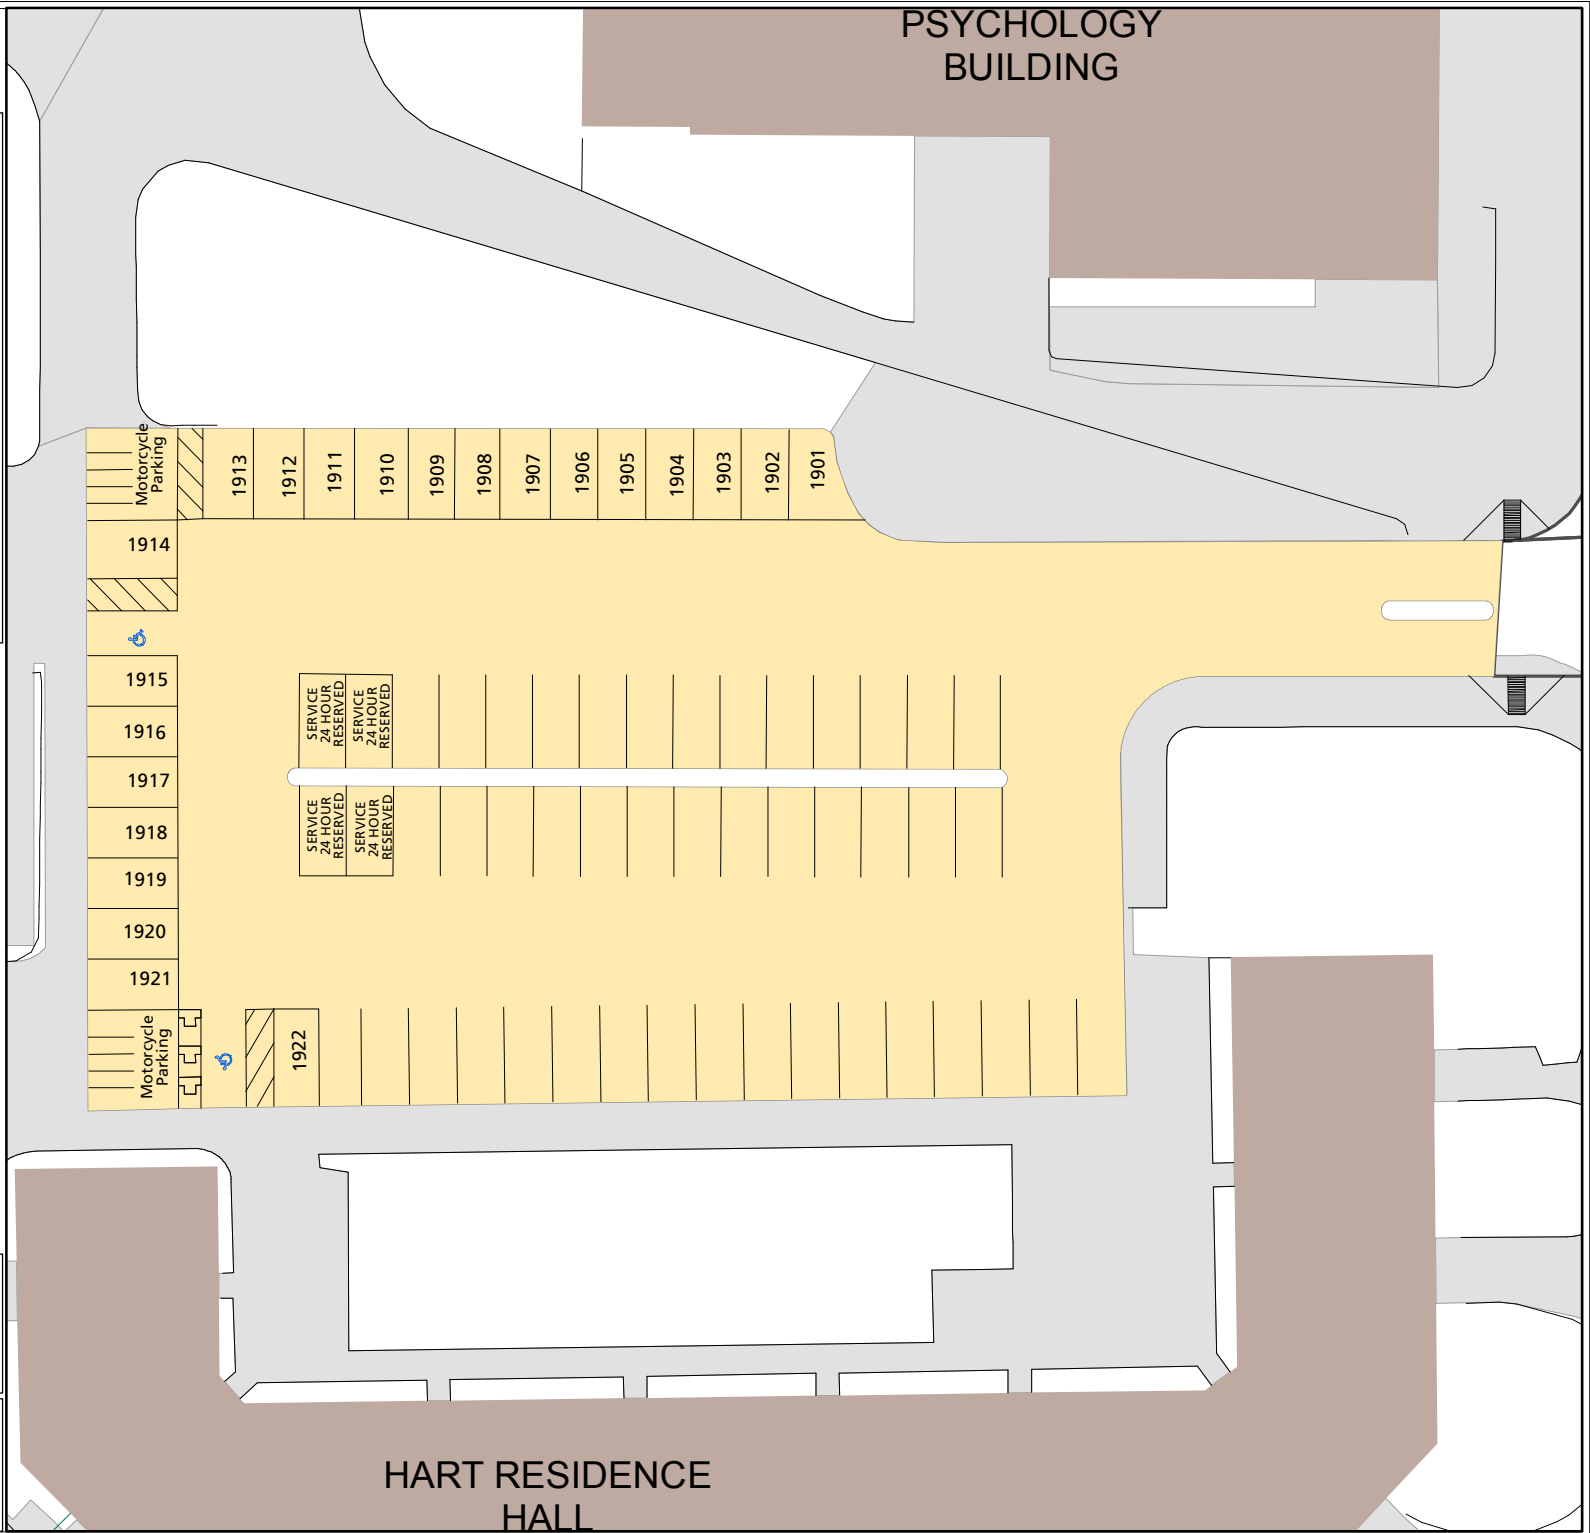 PSYCHOLOGY
BUILDING
Motorcycle
Parking
1913
1912
1911
1910
1909
1908
1907
1906
1905
1904
1903
1902
1901
1914
1915
1916
1917
1918
1919
1920
1921
SERVICE
24 HOUR
RESERVED
SERVICE
24 HOUR
RESERVED
SERVICE
24 HOUR
RESERVED
SERVICE
24 HOUR
RESERVED
Motorcycle
Parking
1922
HART RESIDENCE
HALL